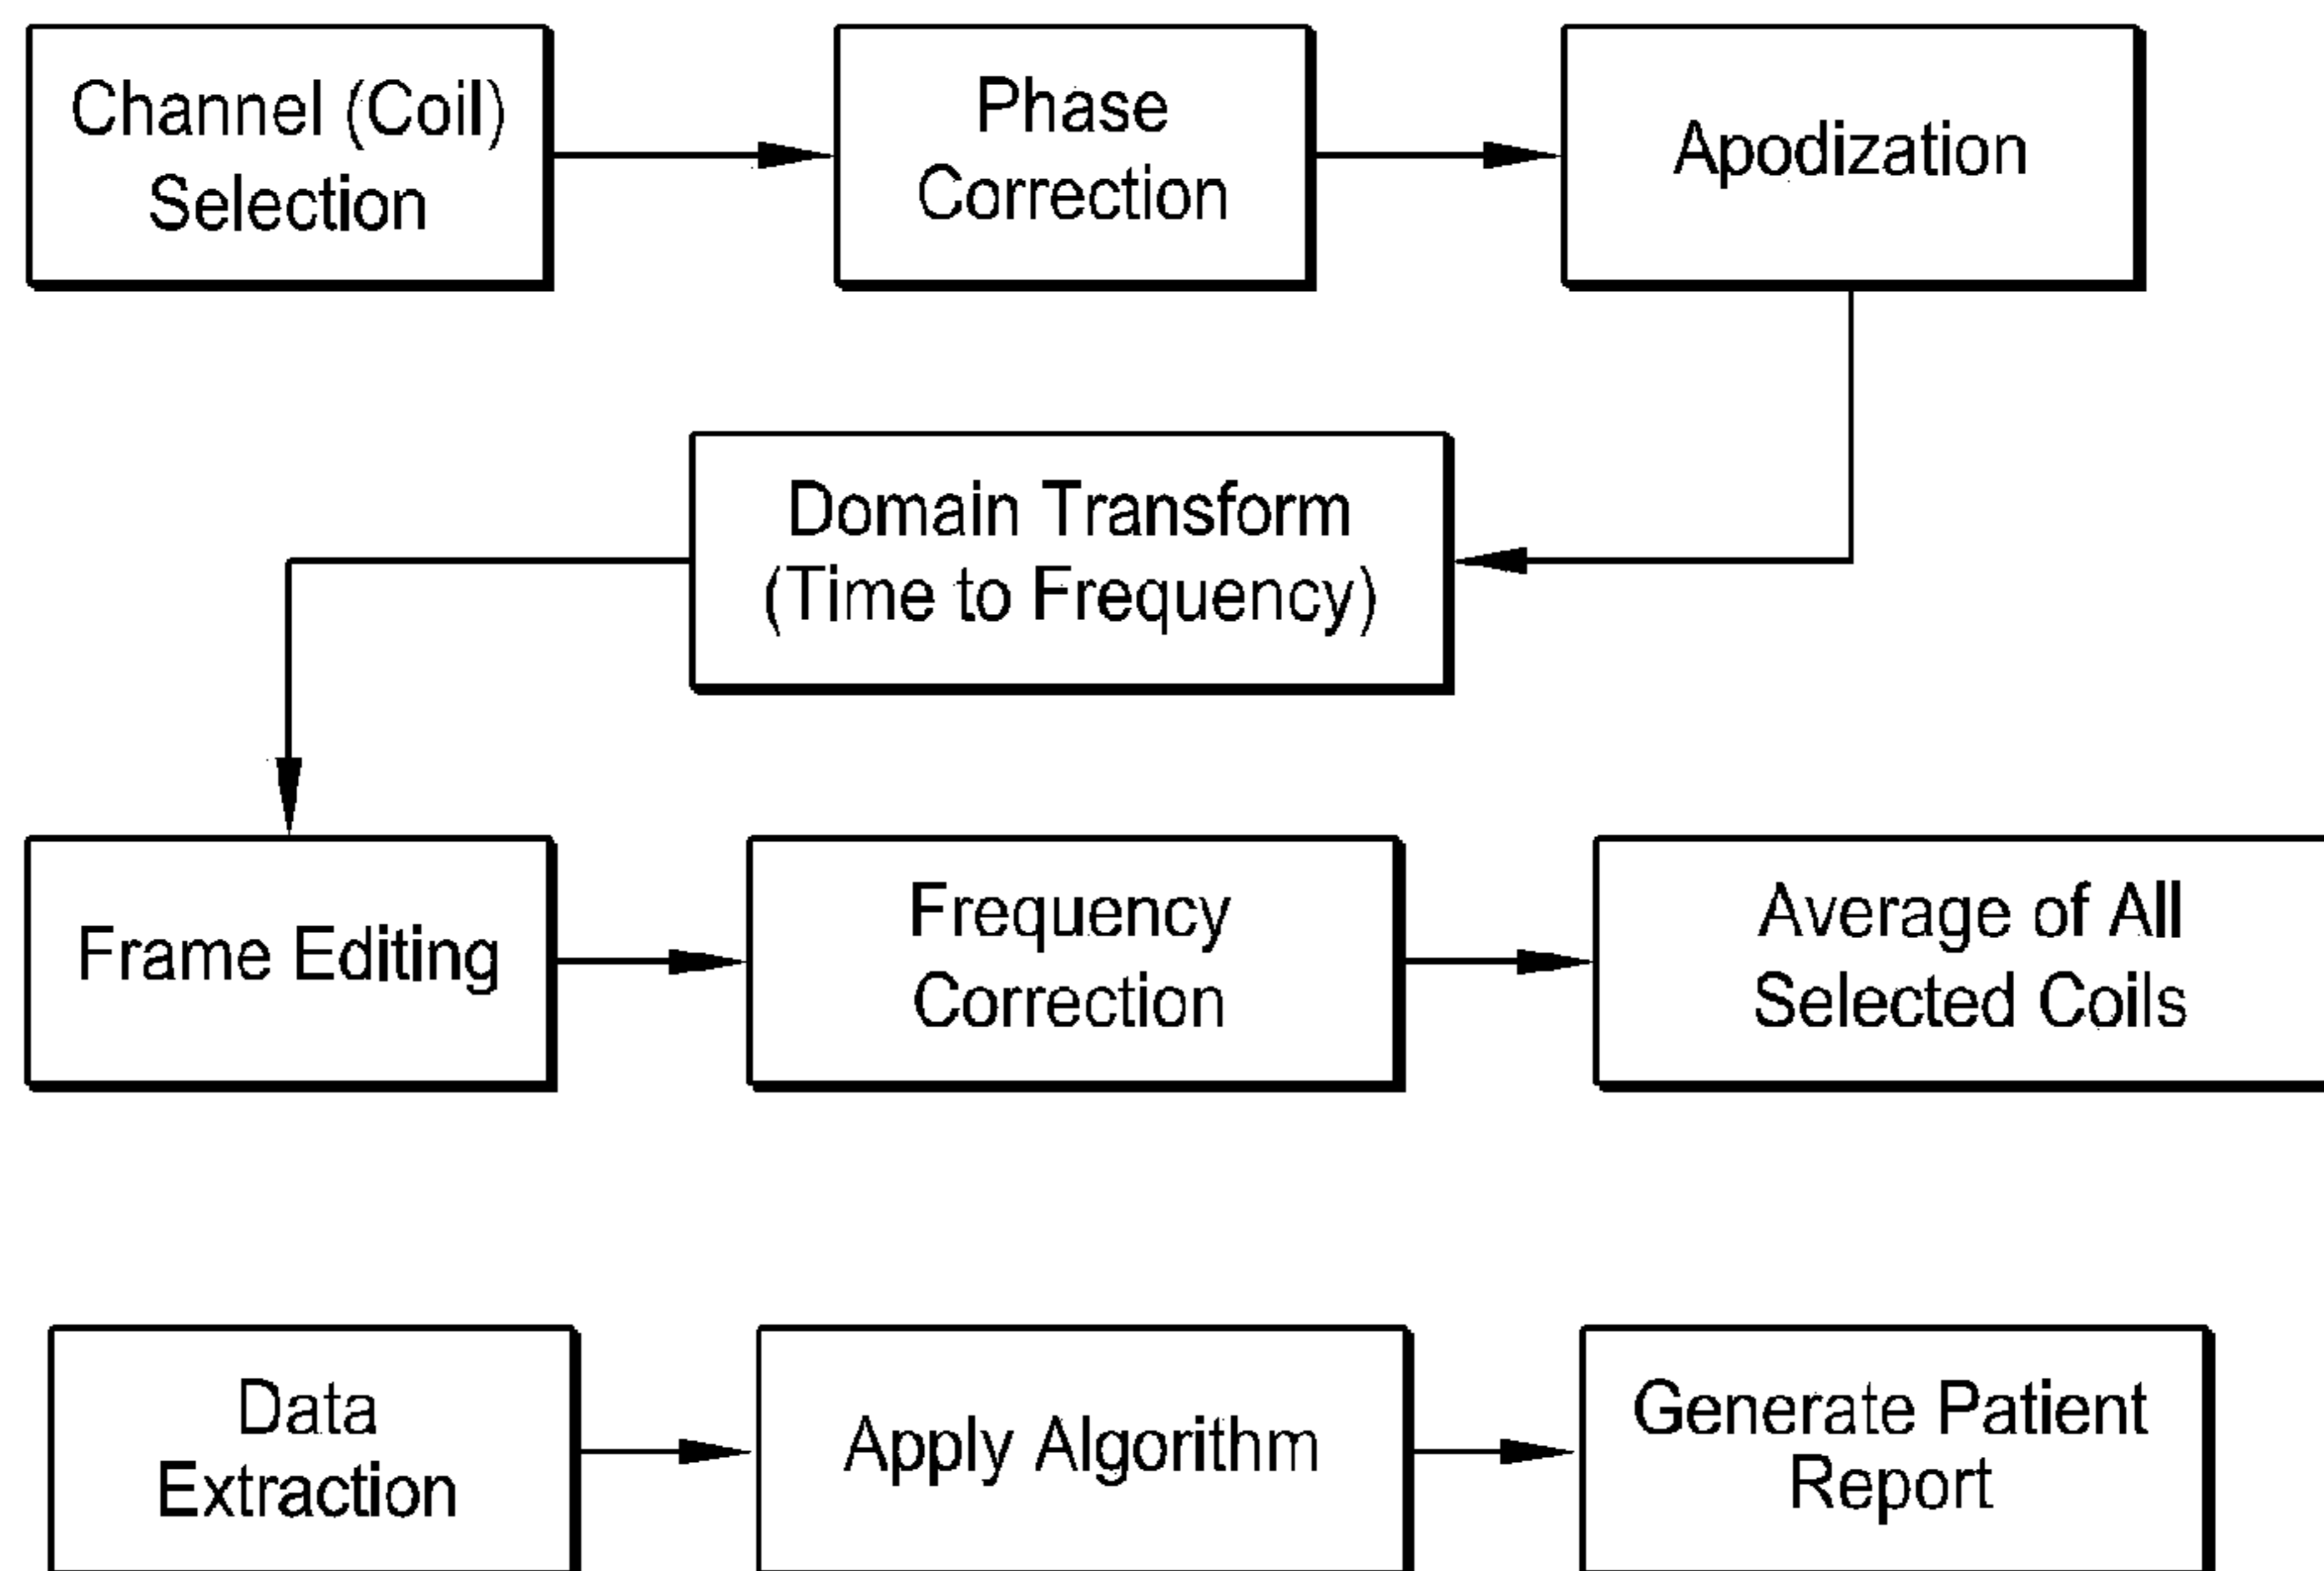 Channel (Coil)
Selection
Phase
Correction
Apodization
Domain Transform
(Time to Frequency)
Frame Editing
Frequency
Correction
Average of All
Selected Coils
Data
Extraction
Apply Algorithm
Generate Patient
Report